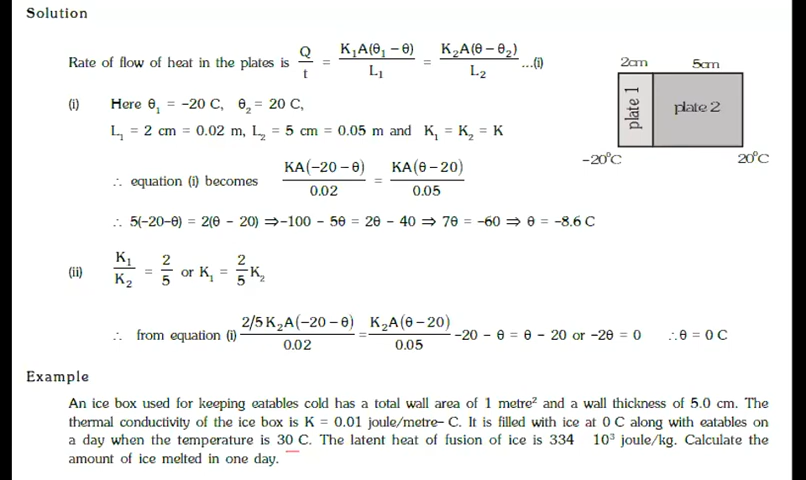 Solution
Rate of flow of heat in the plates is Q/t = K₁A(θ₁ – θ)/L₁ = K₂A(θ – θ₂)/L₂ ...(i)
2cm 5cm
plate 1 plate 2
–20°C 20°C
(i) Here θ₁ = –20 C, θ₂ = 20 C,
L₁ = 2 cm = 0.02 m, L₂ = 5 cm = 0.05 m and K₁ = K₂ = K
∴ equation (i) becomes KA(–20 – θ)/0.02 = KA(θ – 20)/0.05
∴ 5(–20–θ) = 2(θ – 20) ⇒–100 – 5θ = 2θ – 40 ⇒ 7θ = –60 ⇒ θ = –8.6 C
(ii) K₁/K₂ = 2/5 or K₁ = 2/5 K₂
∴ from equation (i) 2/5 K₂A(–20 – θ)/0.02 = K₂A(θ – 20)/0.05 –20 – θ = θ – 20 or –2θ = 0 ∴θ = 0 C
Example
An ice box used for keeping eatables cold has a total wall area of 1 metre² and a wall thickness of 5.0 cm. The
thermal conductivity of the ice box is K = 0.01 joule/metre– C. It is filled with ice at 0 C along with eatables on
a day when the temperature is 30 C. The latent heat of fusion of ice is 334 10³ joule/kg. Calculate the
amount of ice melted in one day.